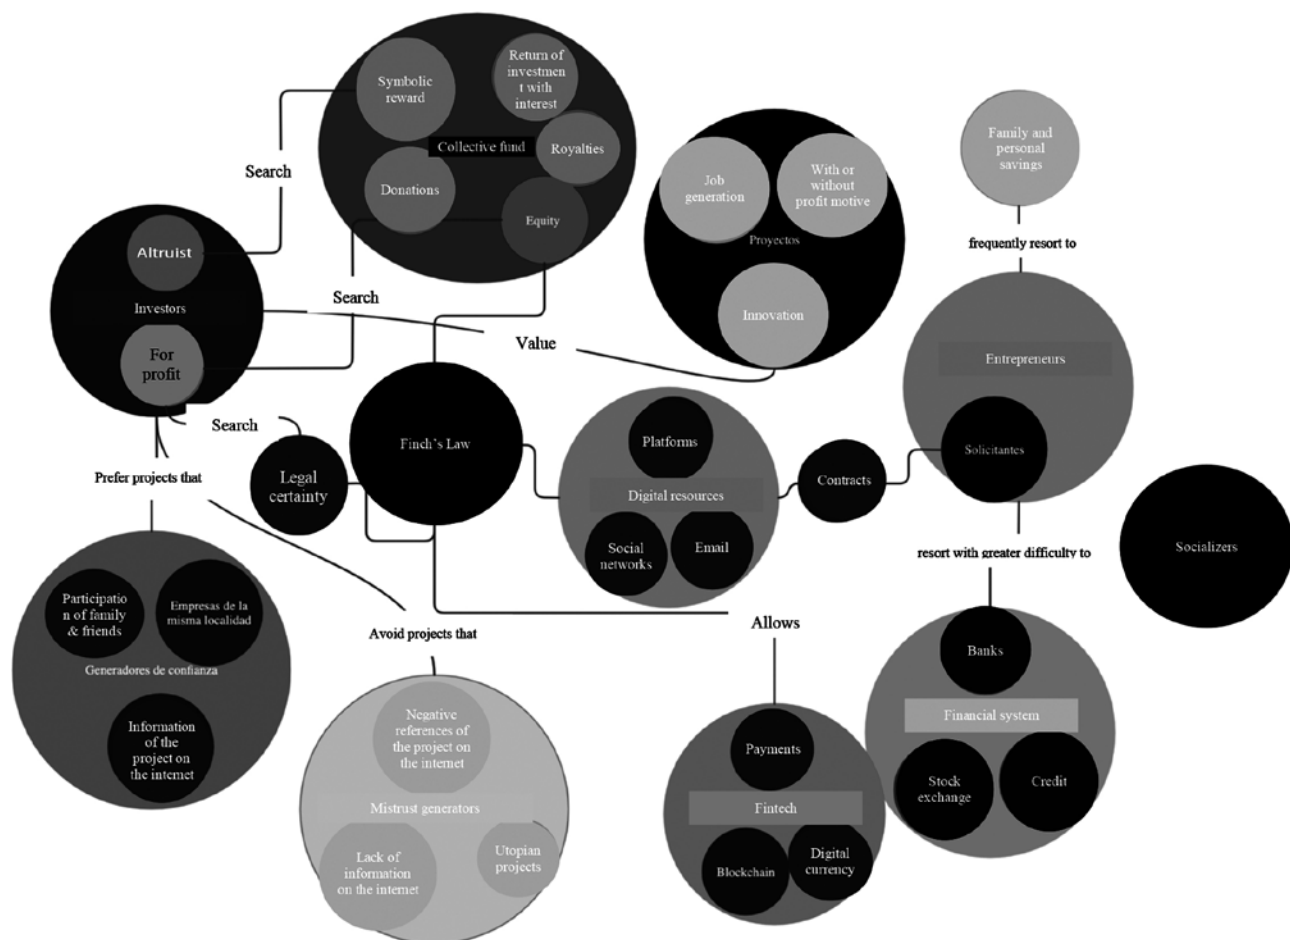 Symbolic
reward
Return of
investmen
t with
interest
Collective fund
Royalties
Donations
Equity
Search
Altruist
Investors
For
profit
Search
Value
Job
generation
With or
without
profit motive
Proyectos
Innovation
Family and
personal
savings
frequently resort to
Entrepreneurs
Solicitantes
Search
Legal
certainty
Finch's Law
Platforms
Digital resources
Social
networks
Email
Contracts
resort with greater difficulty to
Socializers
Prefer projects that
Participatio
n of family
& friends
Empresas de la
misma localidad
Generadores de confianza
Information
of the
project on
the internet
Avoid projects that
Negative
references of
the project on
the internet
Mistrust generators
Lack of
information
on the internet
Utopian
projects
Allows
Payments
Fintech
Blockchain
Digital
currency
Banks
Financial system
Stock
exchange
Credit